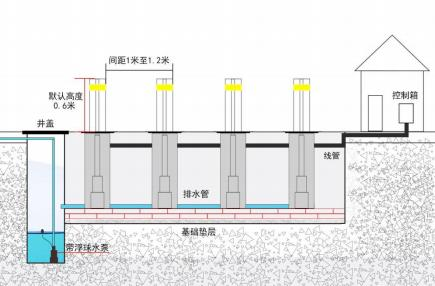 间距1米至1.2米
默认高度
0.6米
控制箱
井盖
线管
排水管
基础垫层
带浮球水泵